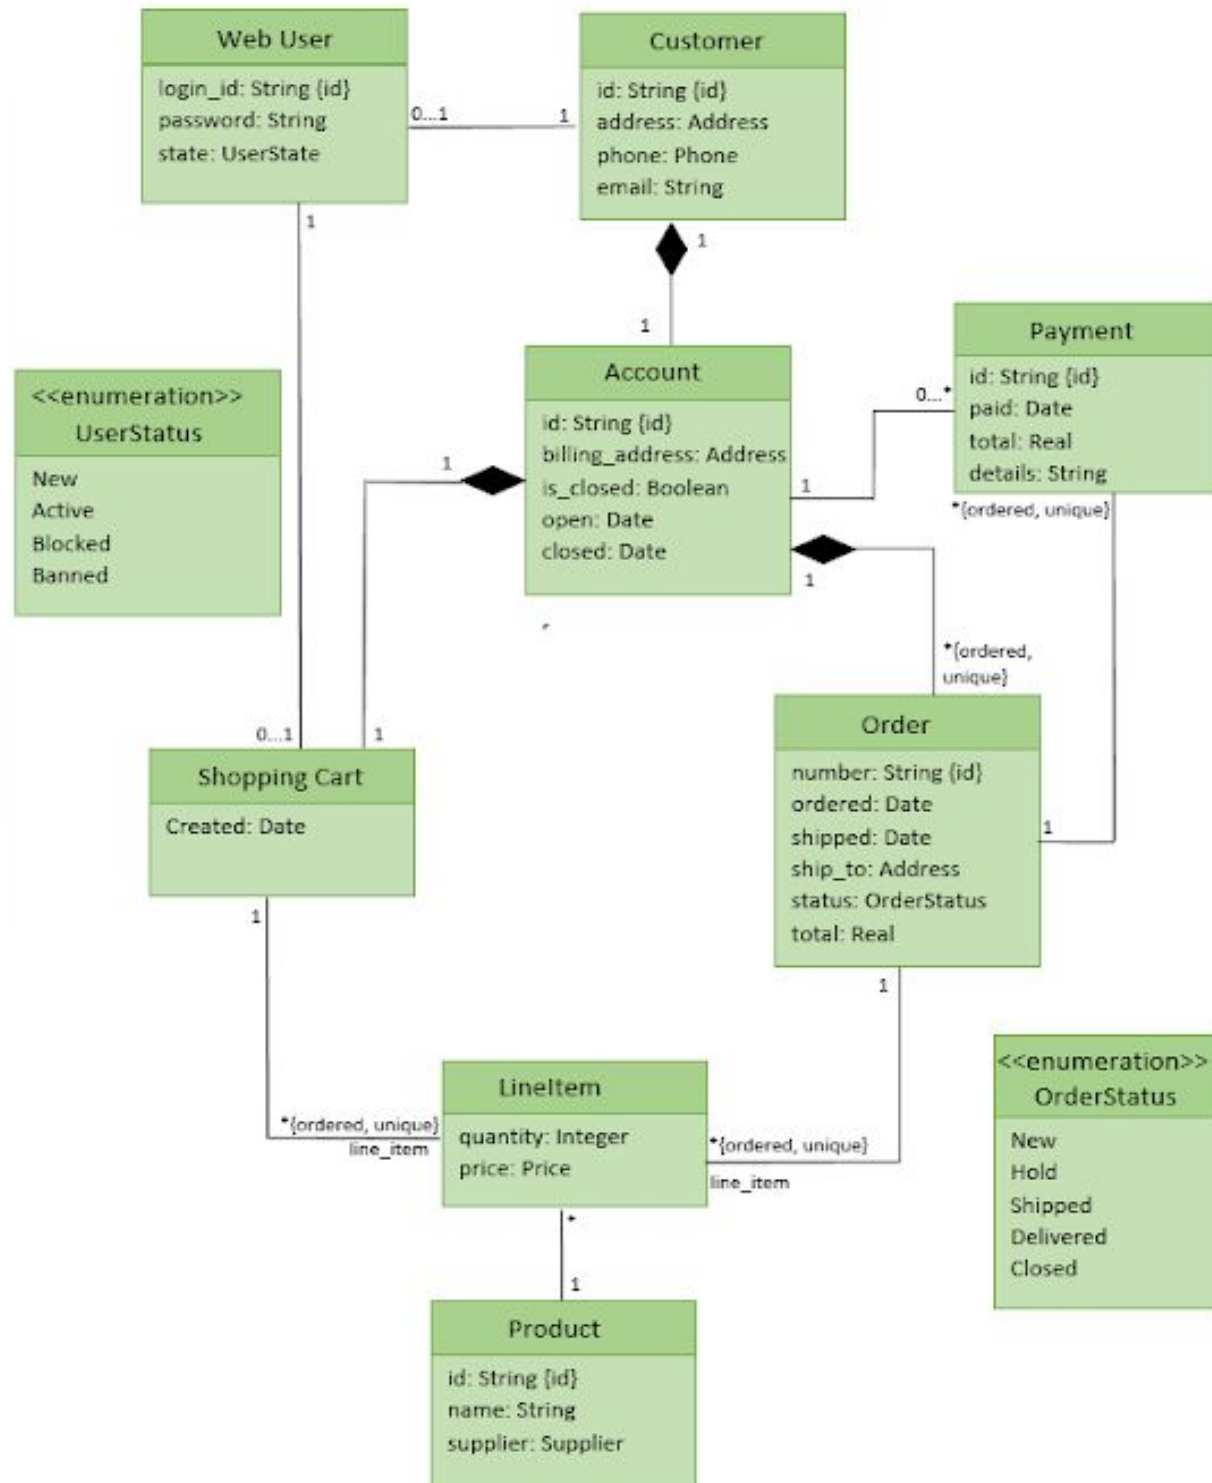 Web User
login_id: String {id}
password: String
state: UserState
0...1
1
Customer
id: String {id}
address: Address
phone: Phone
email: String
1
1
1
<<enumeration>>
UserStatus
New
Active
Blocked
Banned
Account
id: String {id}
billing_address: Address
is_closed: Boolean
open: Date
closed: Date
1
1
1
0...*
Payment
id: String {id}
paid: Date
total: Real
details: String
*{ordered, unique}
*{ordered,
unique}
0...1
1
Shopping Cart
Created: Date
1
Order
number: String {id}
ordered: Date
shipped: Date
ship_to: Address
status: OrderStatus
total: Real
1
1
*{ordered, unique}
line_item
LineItem
quantity: Integer
price: Price
*{ordered, unique}
line_item
<<enumeration>>
OrderStatus
New
Hold
Shipped
Delivered
Closed
*
1
Product
id: String {id}
name: String
supplier: Supplier